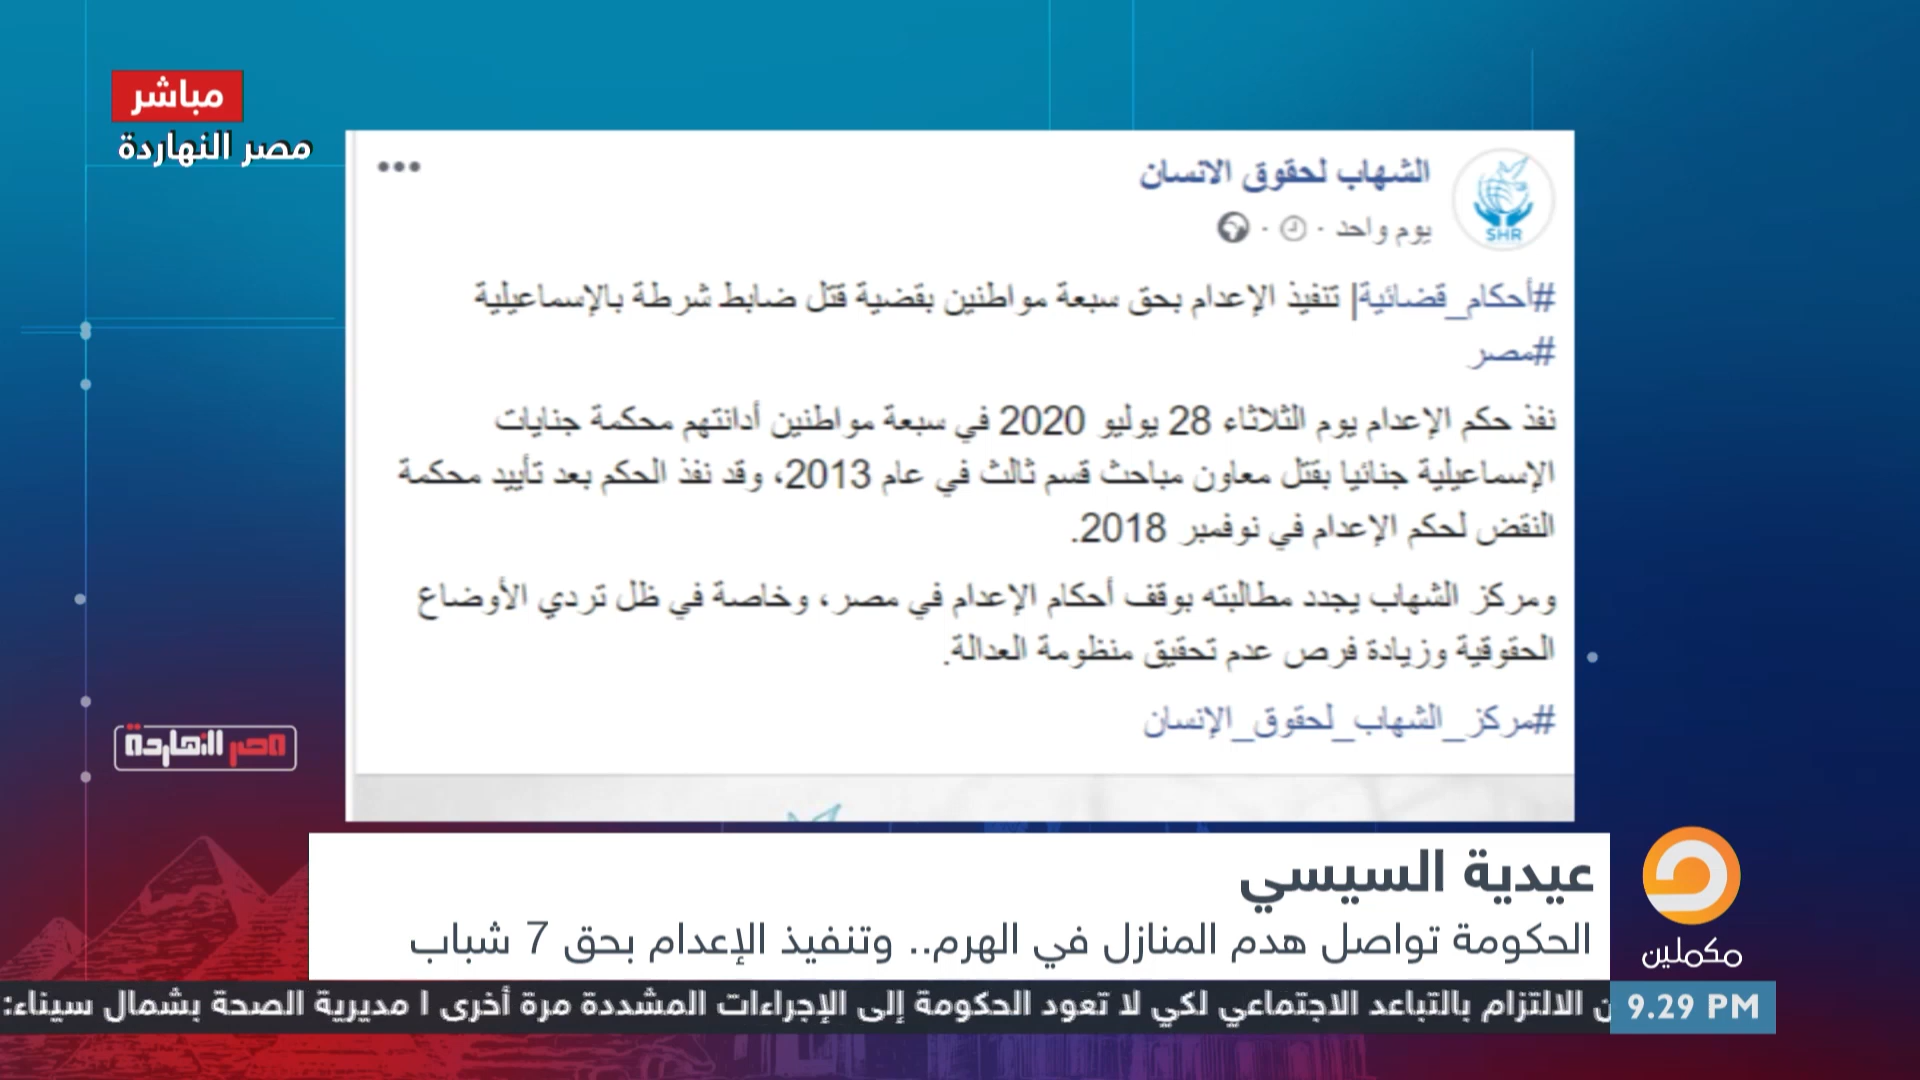 مباشر
مصر النهاردة
الشهاب لحقوق الانسان
يوم واحد · ·
SHR
#أحكام_قضائية| تنفيذ الإعدام بحق سبعة مواطنين بقضية قتل ضابط شرطة بالإسماعيلية
#مصر
نفذ حكم الإعدام يوم الثلاثاء 28 يوليو 2020 في سبعة مواطنين أدانتهم محكمة جنايات
الإسماعيلية جنائيا بقتل معاون مباحث قسم ثالث في عام 2013، وقد نفذ الحكم بعد تأييد محكمة
النقض لحكم الإعدام في نوفمبر 2018.
ومركز الشهاب يجدد مطالبته بوقف أحكام الإعدام في مصر، وخاصة في ظل تردي الأوضاع
الحقوقية وزيادة فرص عدم تحقيق منظومة العدالة.
#مركز_الشهاب_لحقوق_الإنسان
مصر النهاردة
عيدية السيسي
الحكومة تواصل هدم المنازل في الهرم.. وتنفيذ الإعدام بحق 7 شباب
مكملين
الالتزام بالتباعد الاجتماعي لكي لا تعود الحكومة إلى الإجراءات المشددة مرة أخرى | مديرية الصحة بشمال سيناء:
9.29 PM